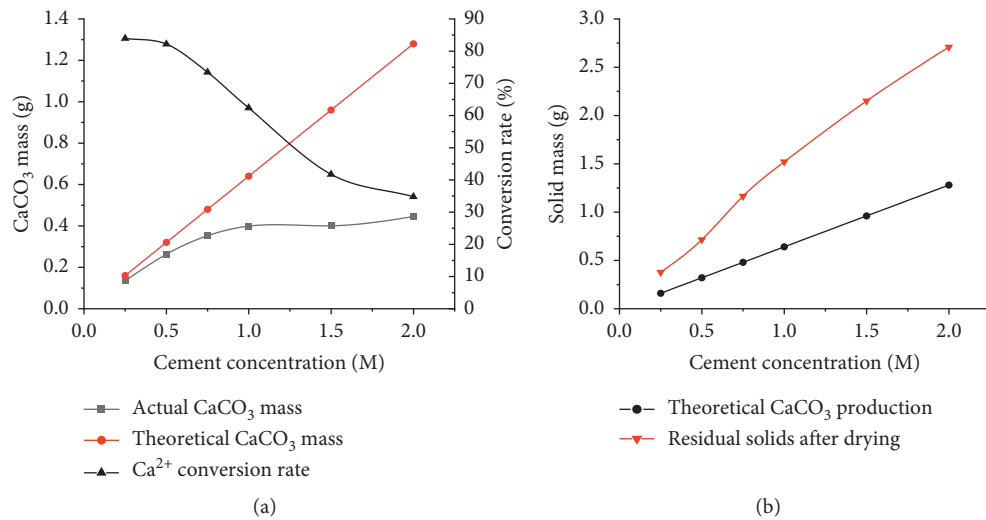 1.4
1.2
1.0
0.8
0.6
0.4
0.2
0.0
CaCO₃ mass (g)
90
80
70
60
50
40
30
20
10
0
Conversion rate (%)
0.0 0.5 1.0 1.5 2.0
Cement concentration (M)
Actual CaCO₃ mass
Theoretical CaCO₃ mass
Ca²⁺ conversion rate
(a)
3.0
2.5
2.0
1.5
1.0
0.5
0.0
Solid mass (g)
0.0 0.5 1.0 1.5 2.0
Cement concentration (M)
Theoretical CaCO₃ production
Residual solids after drying
(b)